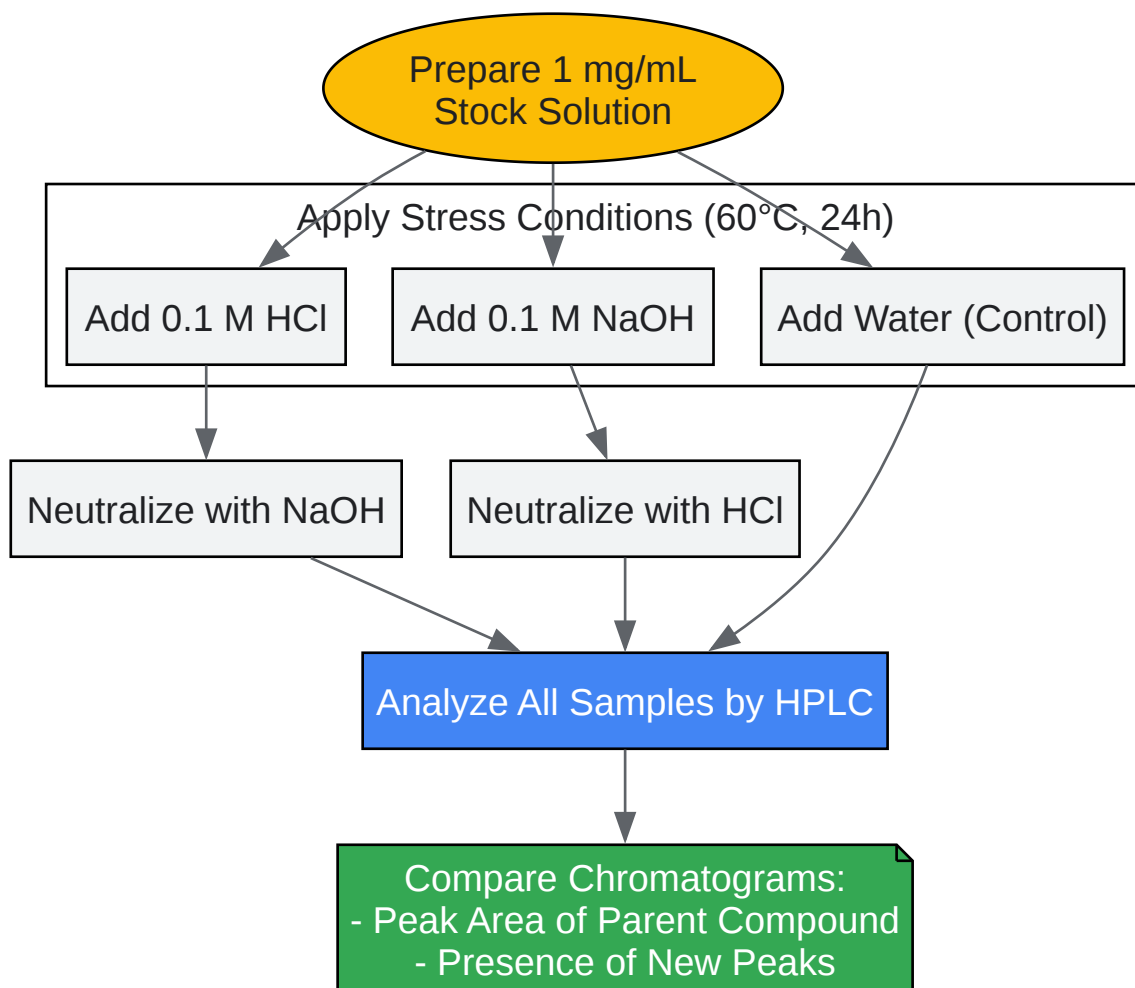 Prepare 1 mg/mL
Stock Solution
Apply Stress Conditions (60°C, 24h)
Add 0.1 M HCl
Add 0.1 M NaOH
Add Water (Control)
Neutralize with NaOH
Neutralize with HCl
Analyze All Samples by HPLC
Compare Chromatograms:
- Peak Area of Parent Compound
- Presence of New Peaks